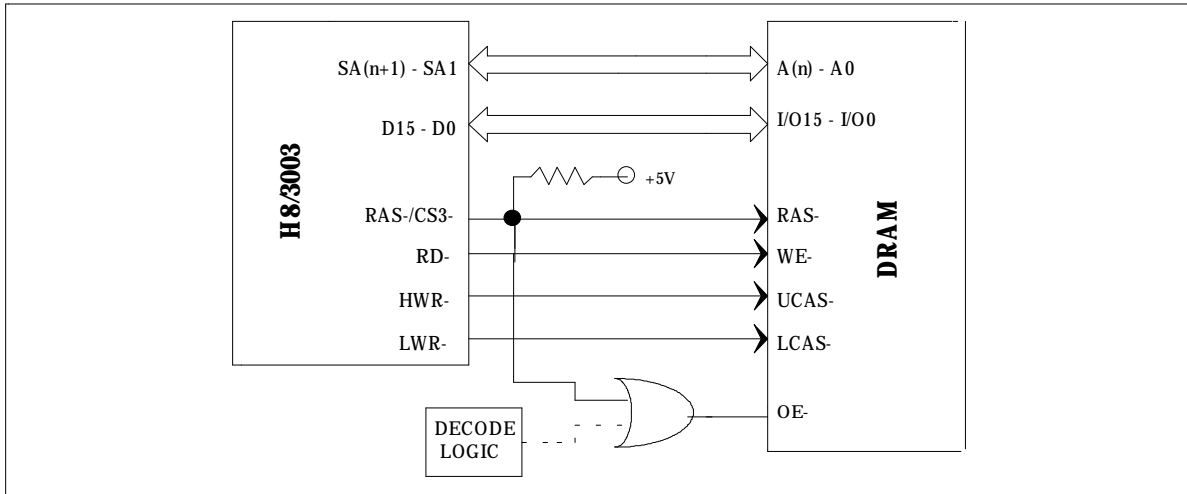 H8/3003
SA(n+1) - SA1
D15 - D0
RAS-/CS3-
RD-
HWR-
LWR-
+5V
A(n) - A0
I/O15 - I/O0
RAS-
WE-
UCAS-
LCAS-
OE-
DRAM
DECODE
LOGIC